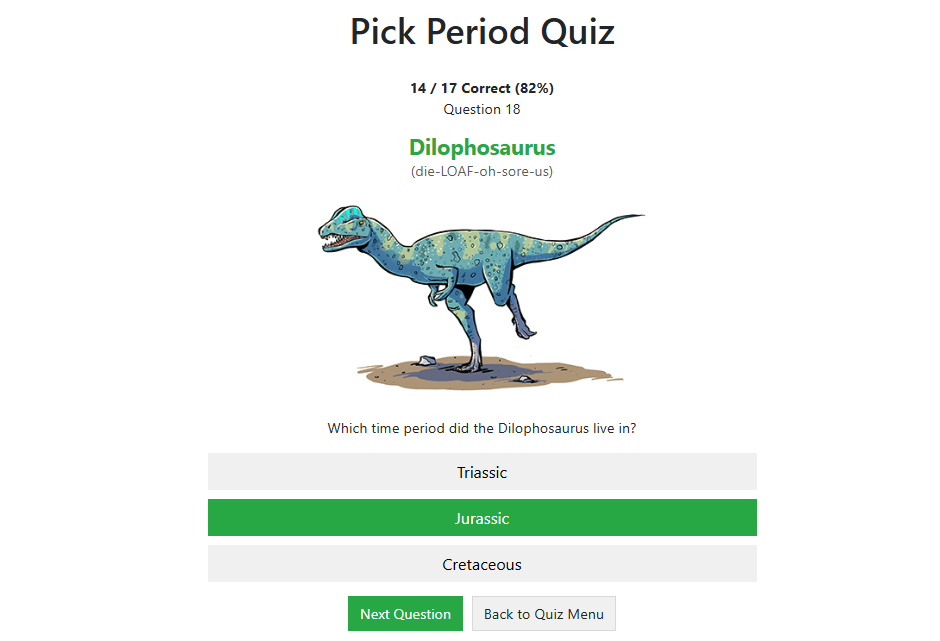 Pick Period Quiz
14 / 17 Correct (82%)
Question 18
Dilophosaurus
(die-LOAF-oh-sore-us)
Which time period did the Dilophosaurus live in?
Triassic
Jurassic
Cretaceous
Next Question
Back to Quiz Menu